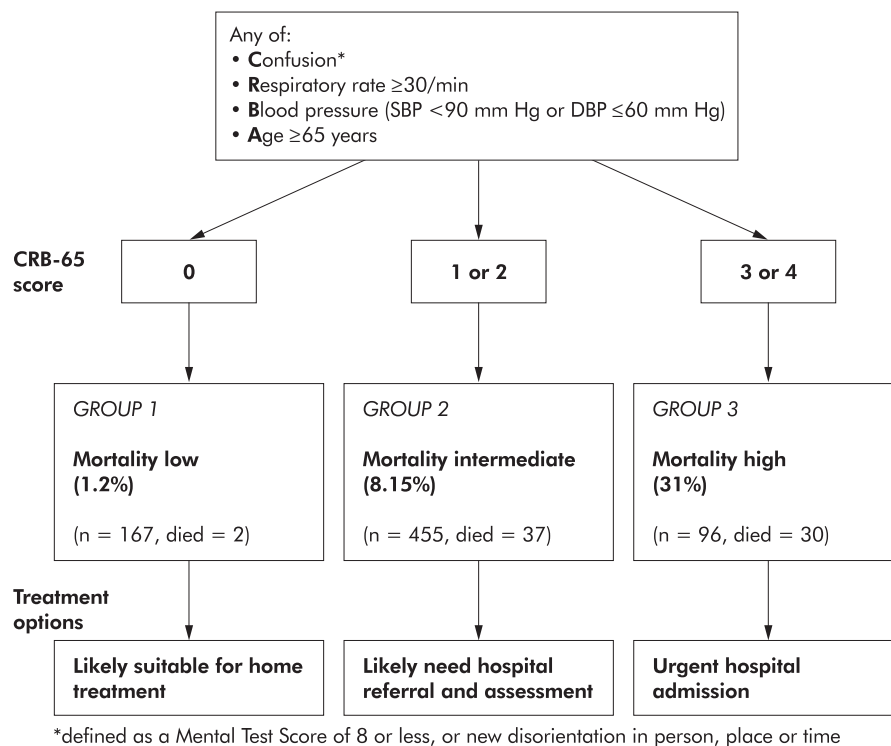 Any of:
• Confusion*
• Respiratory rate ≥30/min
• Blood pressure (SBP <90 mm Hg or DBP ≤60 mm Hg)
• Age ≥65 years
CRB-65
score
0
1 or 2
3 or 4
GROUP 1
Mortality low
(1.2%)
(n = 167, died = 2)
GROUP 2
Mortality intermediate
(8.15%)
(n = 455, died = 37)
GROUP 3
Mortality high
(31%)
(n = 96, died = 30)
Treatment
options
Likely suitable for home
treatment
Likely need hospital
referral and assessment
Urgent hospital
admission
*defined as a Mental Test Score of 8 or less, or new disorientation in person, place or time